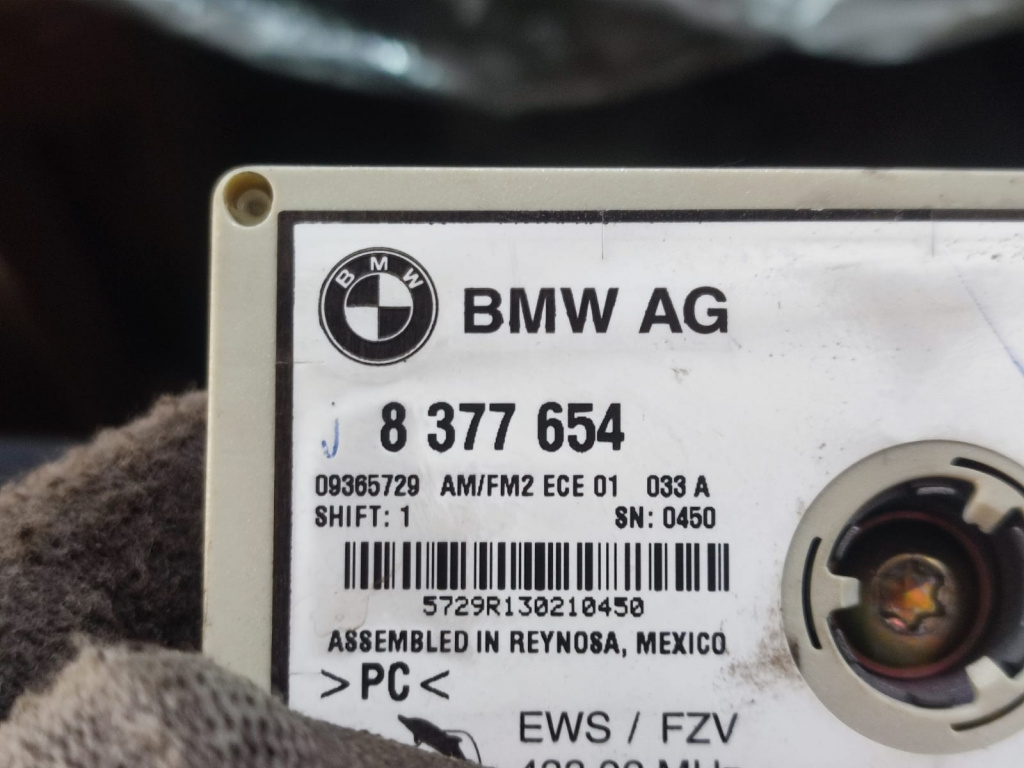 BMW
BMW AG
8 377 654
09365729 AM/FM2 ECE 01 033 A
SHIFT: 1 SN: 0450
5729R130210450
ASSEMBLED IN REYNOSA, MEXICO
>PC<
EWS / FZV
MHz